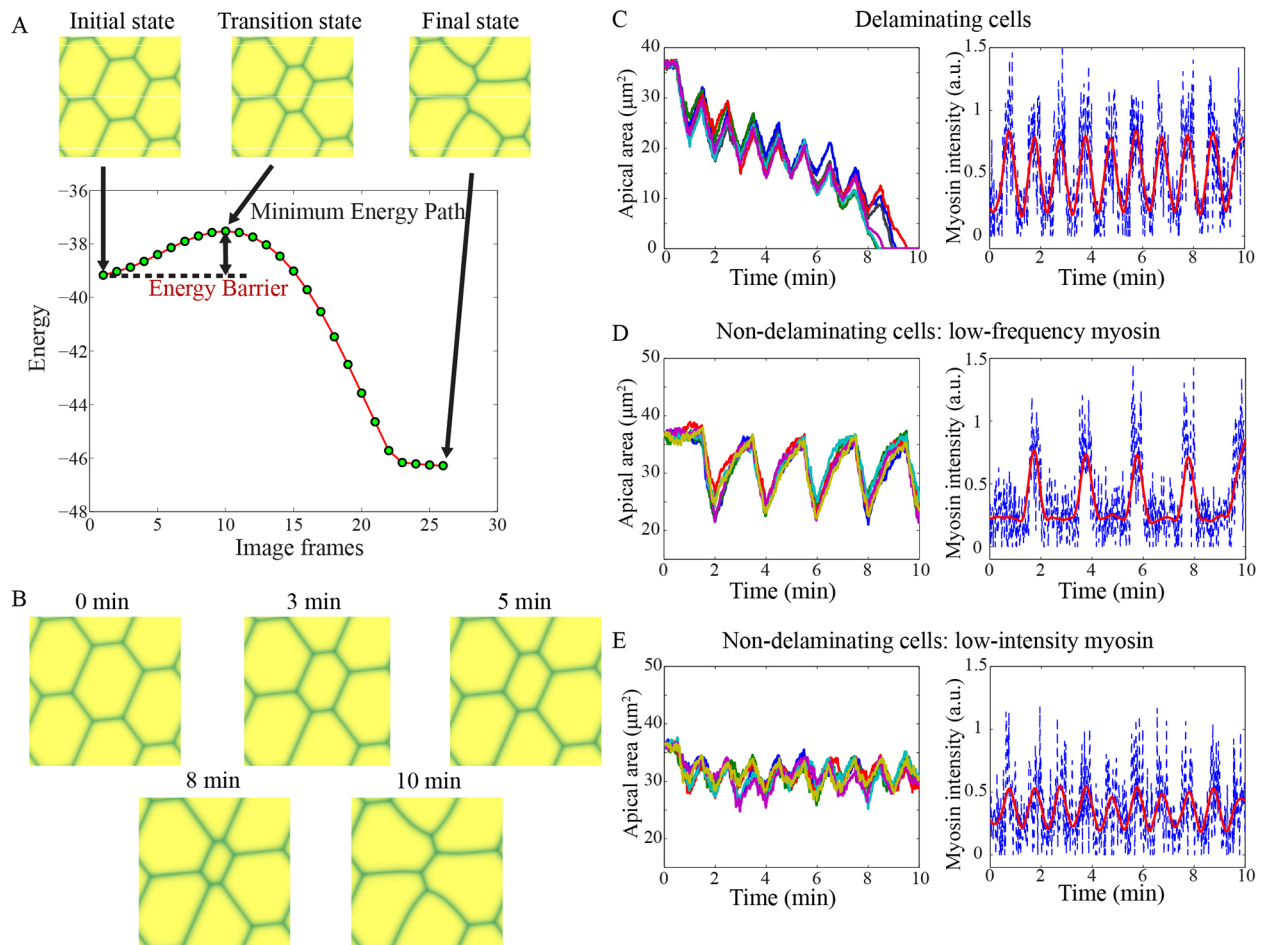 A
Initial state Transition state Final state
−36
−38
−40
−42
−44
−46
−48
Energy
Minimum Energy Path
Energy Barrier
0 5 10 15 20 25 30
Image frames
B
0 min 3 min 5 min
8 min 10 min
C
Delaminating cells
40
30
20
10
0
Apical area (μm²)
0 2 4 6 8 10
Time (min)
1.5
1
0.5
0
Myosin intensity (a.u.)
0 2 4 6 8 10
Time (min)
D
Non-delaminating cells: low-frequency myosin
50
40
30
20
Apical area (μm²)
0 2 4 6 8 10
Time (min)
1.5
1
0.5
0
Myosin intensity (a.u.)
0 2 4 6 8 10
Time (min)
E
Non-delaminating cells: low-intensity myosin
50
40
30
20
Apical area (μm²)
0 2 4 6 8 10
Time (min)
1.5
1
0.5
0
Myosin intensity (a.u.)
0 2 4 6 8 10
Time (min)